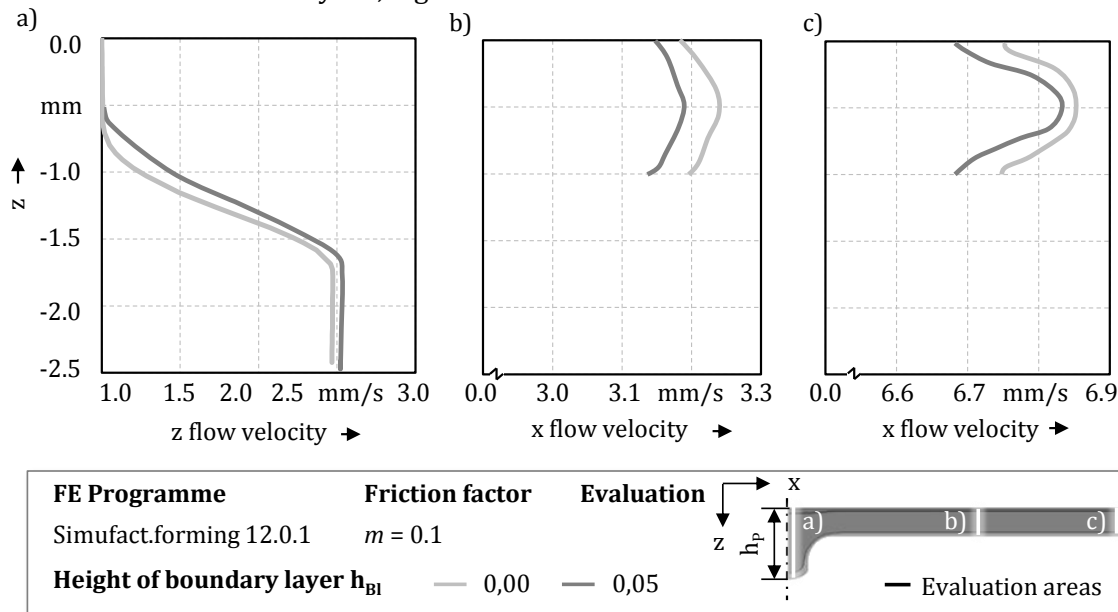 a)
b)
c)
0.0
mm
-1.0
-1.5
-2.0
-2.5
z
1.0 1.5 2.0 2.5 mm/s 3.0
z flow velocity
0.0 3.0 3.1 mm/s 3.3
x flow velocity
0.0 6.6 6.7 mm/s 6.9
x flow velocity
FE Programme Friction factor Evaluation
Simufact.forming 12.0.1 m = 0.1
Height of boundary layer hBl 0,00 0,05
x
z
hP
a) b) c)
Evaluation areas